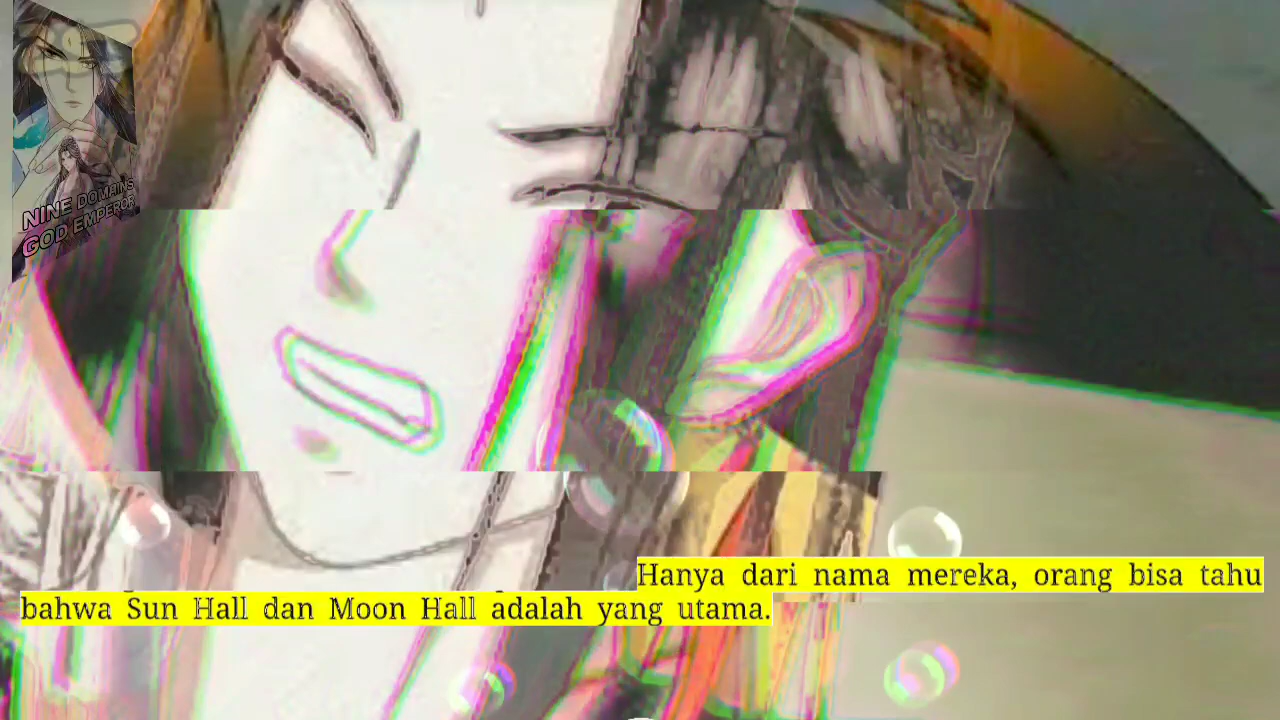 NINE DOMAINS
GOD EMPEROR
Hanya dari nama mereka, orang bisa tahu
bahwa Sun Hall dan Moon Hall adalah yang utama.